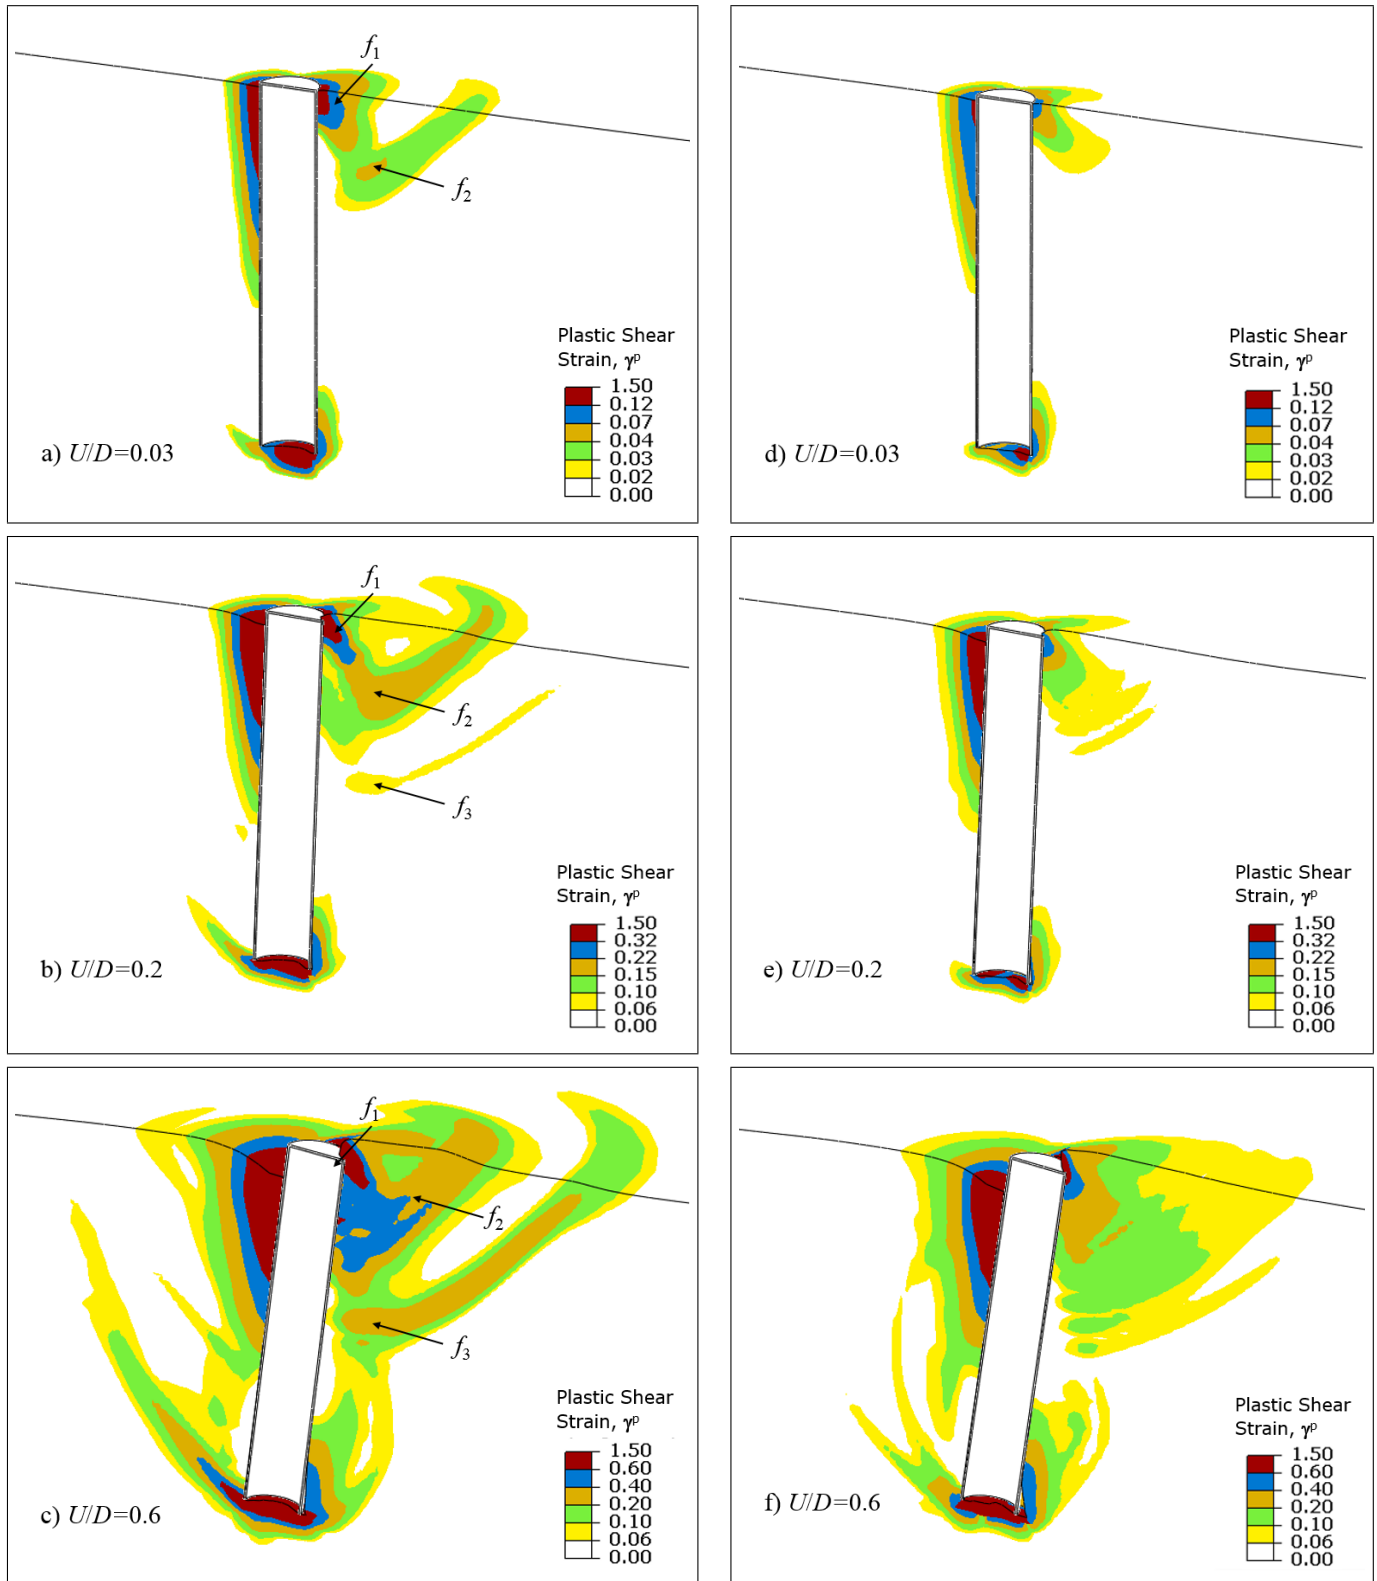 f1
f2
Plastic Shear
Strain, γᵖ
1.50
0.12
0.07
0.04
0.03
0.02
0.00
a) U/D=0.03
Plastic Shear
Strain, γᵖ
1.50
0.12
0.07
0.04
0.03
0.02
0.00
d) U/D=0.03
f1
f2
f3
Plastic Shear
Strain, γᵖ
1.50
0.32
0.22
0.15
0.10
0.06
0.00
b) U/D=0.2
Plastic Shear
Strain, γᵖ
1.50
0.32
0.22
0.15
0.10
0.06
0.00
e) U/D=0.2
f1
f2
f3
Plastic Shear
Strain, γᵖ
1.50
0.60
0.40
0.20
0.10
0.06
0.00
c) U/D=0.6
Plastic Shear
Strain, γᵖ
1.50
0.60
0.40
0.20
0.10
0.06
0.00
f) U/D=0.6